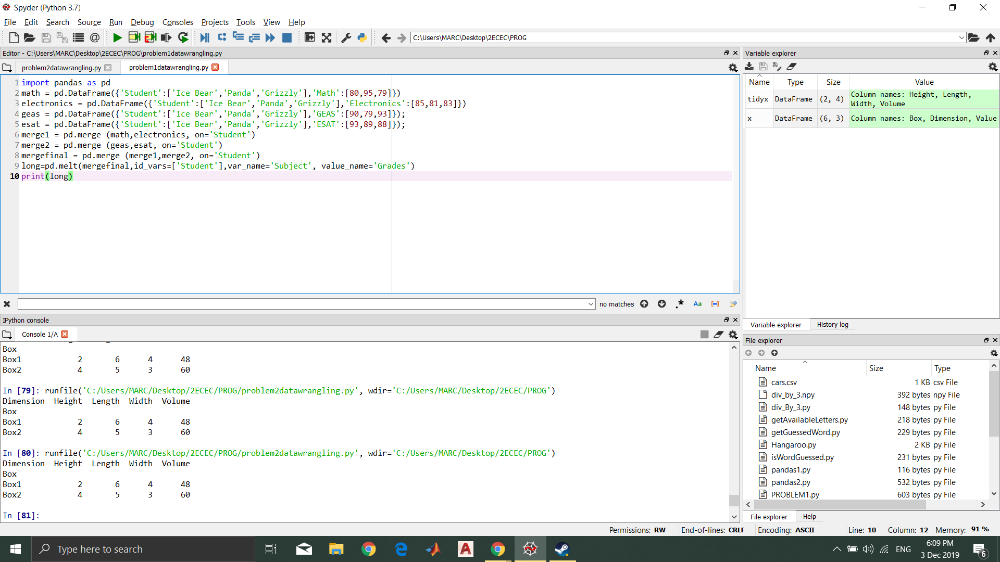 Spyder (Python 3.7)
File Edit Search Source Run Debug Consoles Projects Tools View Help
C:\Users\MARC\Desktop\2ECEC\PROG
Editor - C:\Users\MARC\Desktop\2ECEC\PROG\problem1datawrangling.py
problem2datawrangling.py problem1datawrangling.py
1 import pandas as pd
2 math = pd.DataFrame({'Student':['Ice Bear','Panda','Grizzly'],'Math':[80,95,79]})
3 electronics = pd.DataFrame({'Student':['Ice Bear','Panda','Grizzly'],'Electronics':[85,81,83]})
4 geas = pd.DataFrame({'Student':['Ice Bear','Panda','Grizzly'],'GEAS':[90,79,93]});
5 esat = pd.DataFrame({'Student':['Ice Bear','Panda','Grizzly'],'ESAT':[93,89,88]});
6 merge1 = pd.merge (math,electronics, on='Student')
7 merge2 = pd.merge (geas,esat, on='Student')
8 mergefinal = pd.merge (merge1,merge2, on='Student')
9 long=pd.melt(mergefinal,id_vars=['Student'],var_name='Subject', value_name='Grades')
10 print(long)
no matches
.* Aa
IPython console
Console 1/A
Box
Box1 2 6 4 48
Box2 4 5 3 60
In [79]: runfile('C:/Users/MARC/Desktop/2ECEC/PROG/problem2datawrangling.py', wdir='C:/Users/MARC/Desktop/2ECEC/PROG')
Dimension Height Length Width Volume
Box
Box1 2 6 4 48
Box2 4 5 3 60
In [80]: runfile('C:/Users/MARC/Desktop/2ECEC/PROG/problem2datawrangling.py', wdir='C:/Users/MARC/Desktop/2ECEC/PROG')
Dimension Height Length Width Volume
Box
Box1 2 6 4 48
Box2 4 5 3 60
In [81]:
Variable explorer
Name Type Size Value
tidyx DataFrame (2, 4) Column names: Height, Length,
Width, Volume
x DataFrame (6, 3) Column names: Box, Dimension, Value
Variable explorer History log
File explorer
Name Size Type
cars.csv 1 KB csv File
div_by_3.npy 392 bytes npy File
div_By_3.py 148 bytes py File
getAvailableLetters.py 218 bytes py File
getGuessedWord.py 229 bytes py File
Hangaroo.py 2 KB py File
isWordGuessed.py 231 bytes py File
pandas1.py 116 bytes py File
pandas2.py 532 bytes py File
PROBLEM1.py 603 bytes py File
File explorer Help
Permissions: RW End-of-lines: CRLF Encoding: ASCII Line: 10 Column: 12 Memory: 91 %
Type here to search
ENG
6:09 PM
3 Dec 2019
6